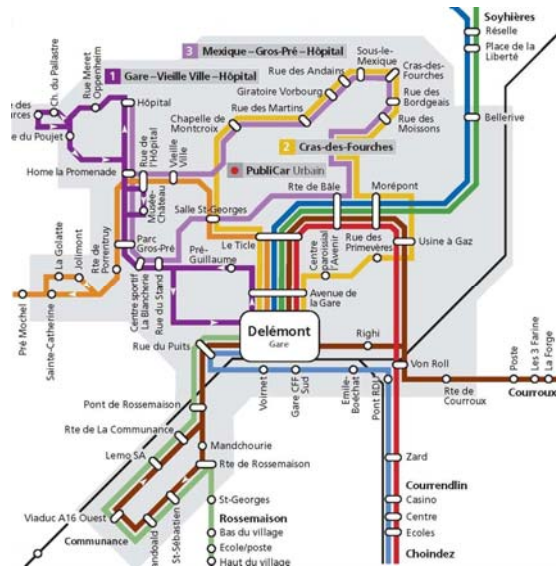 Soyhières
Réselle
Place de
la Liberté
3 Mexique – Gros-Pré – Hôpital
Sous-le-
Mexique
Cras-des-
Fourches
Rue des Andains
Giratoire Vorbourg
Rue des
Bordgeais
Rue des Martins
Rue des
Moissons
Bellerive
1 Gare – Vieille Ville – Hôpital
Ch. du Pallastre
Rue Meret
Oppenheim
Hôpital
Chapelle de
Montcroix
2 Cras-des-Fourches
Rue de
l'Hôpital
Vieille
Ville
PubliCar Urbain
Home la Promenade
Musée-
Château
Salle St-Georges
Rte de Bâle
Morépont
Parc
Gros-Pré
Le Ticle
Usine à Gaz
La Golatte
Jolimont
Rte de
Porrentruy
Pré-
Guillaume
Centre
paroissial
Avenir
Rue des
Primevères
Centre sportif
La Blancherie
Rue du Stand
Avenue de
la Gare
Pré Mochel
Sainte-Catherine
Delémont
Gare
Righi
Rue du Puits
Von Roll
Poste
Les 3 Farine
La Forge
Voirnet
Gare CFF
Sud
Emile-
Boéchat
Pont RDU
Rte de
Courroux
Courroux
Pont de Rossemaison
Rte de La Communance
Mandchourie
Lemo SA
Rte de Rossemaison
Zard
Courrendlin
Casino
Centre
Ecoles
Choindez
St-Georges
Rossemaison
Bas du village
Ecole/poste
Haut du village
Viaduc A16 Ouest
Communance
St-Sébastien